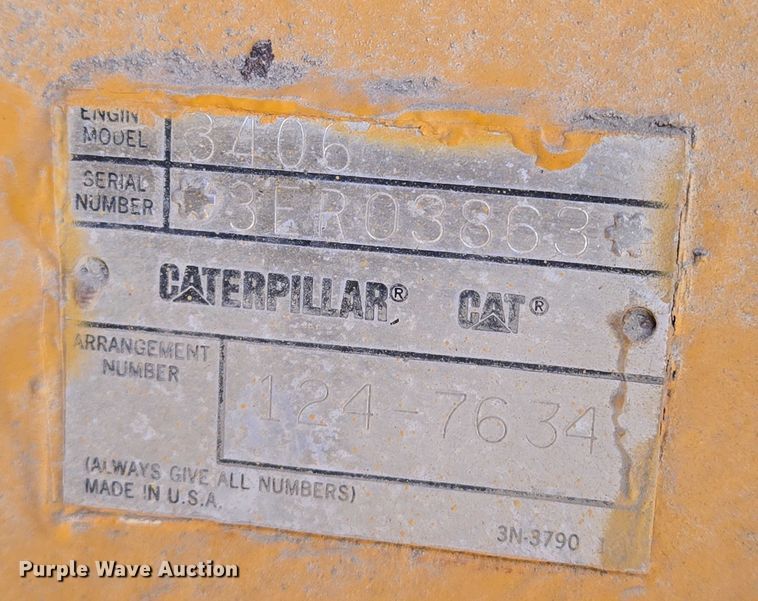 ENGIN
MODEL
3406
SERIAL
NUMBER
3ER03863
CATERPILLAR® CAT®
ARRANGEMENT
NUMBER
124-7634
(ALWAYS GIVE ALL NUMBERS)
MADE IN U.S.A.
3N-3790
Purple Wave Auction